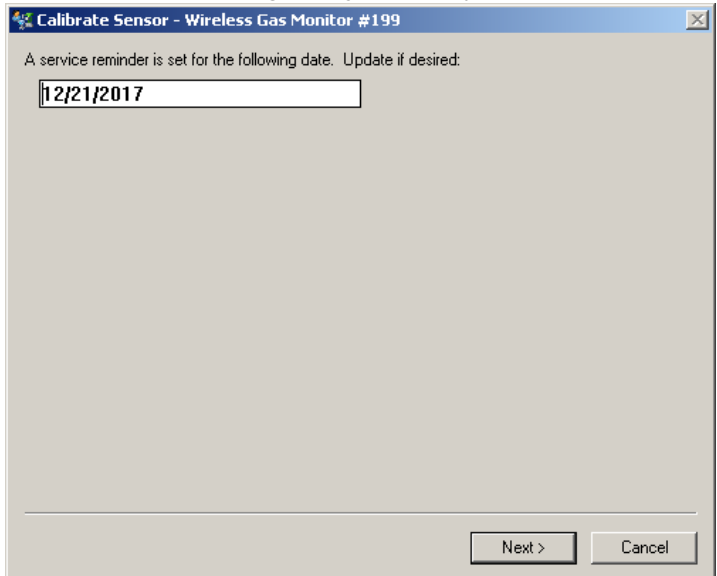 Calibrate Sensor - Wireless Gas Monitor #199
A service reminder is set for the following date. Update if desired:
12/21/2017
Next > Cancel